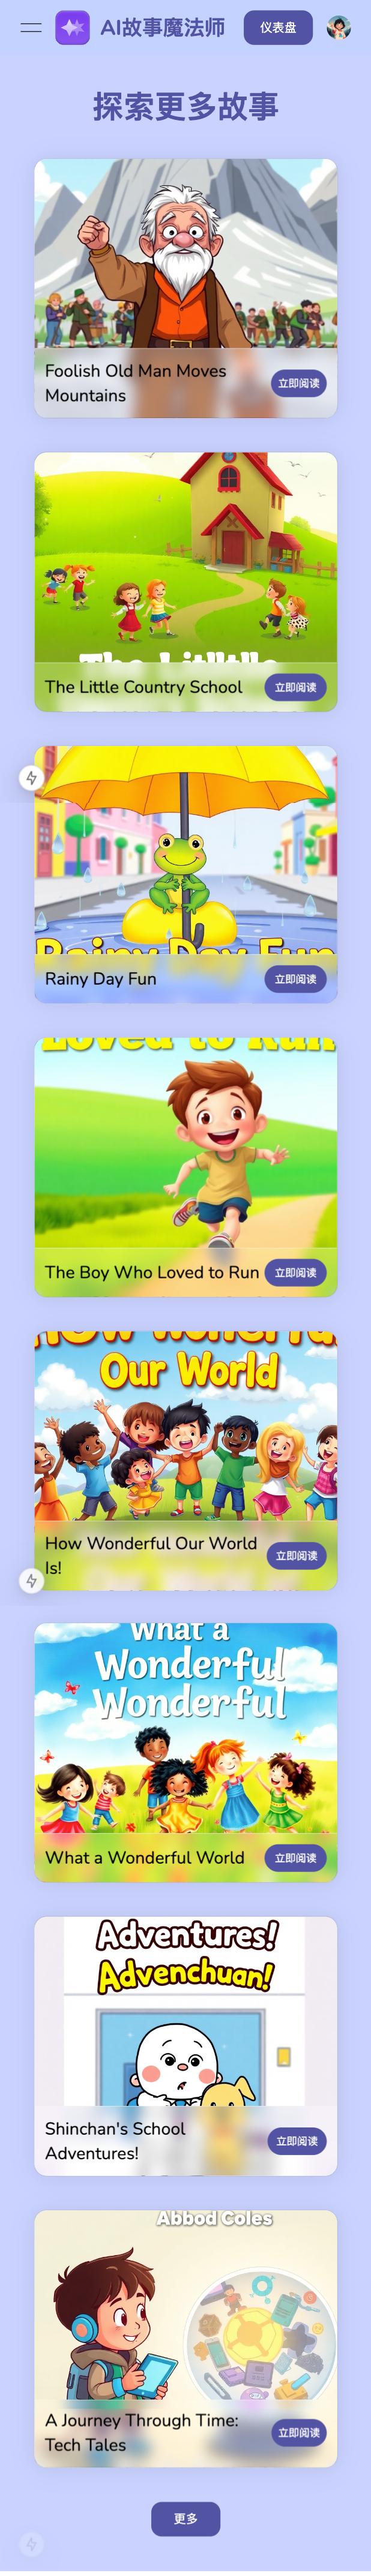 AI故事魔法师
仪表盘
探索更多故事
Foolish Old Man Moves
Mountains
立即阅读
The Little Country School
立即阅读
Rainy Day Fun
Rainy Day Fun
立即阅读
Loved to Run
The Boy Who Loved to Run
立即阅读
How Wonderful
Our World
How Wonderful Our World
Is!
立即阅读
What a
Wonderful
Wonderful
What a Wonderful World
立即阅读
Adventures!
Advenchuan!
Shinchan's School
Adventures!
立即阅读
Abbod Coles
A Journey Through Time:
Tech Tales
立即阅读
更多